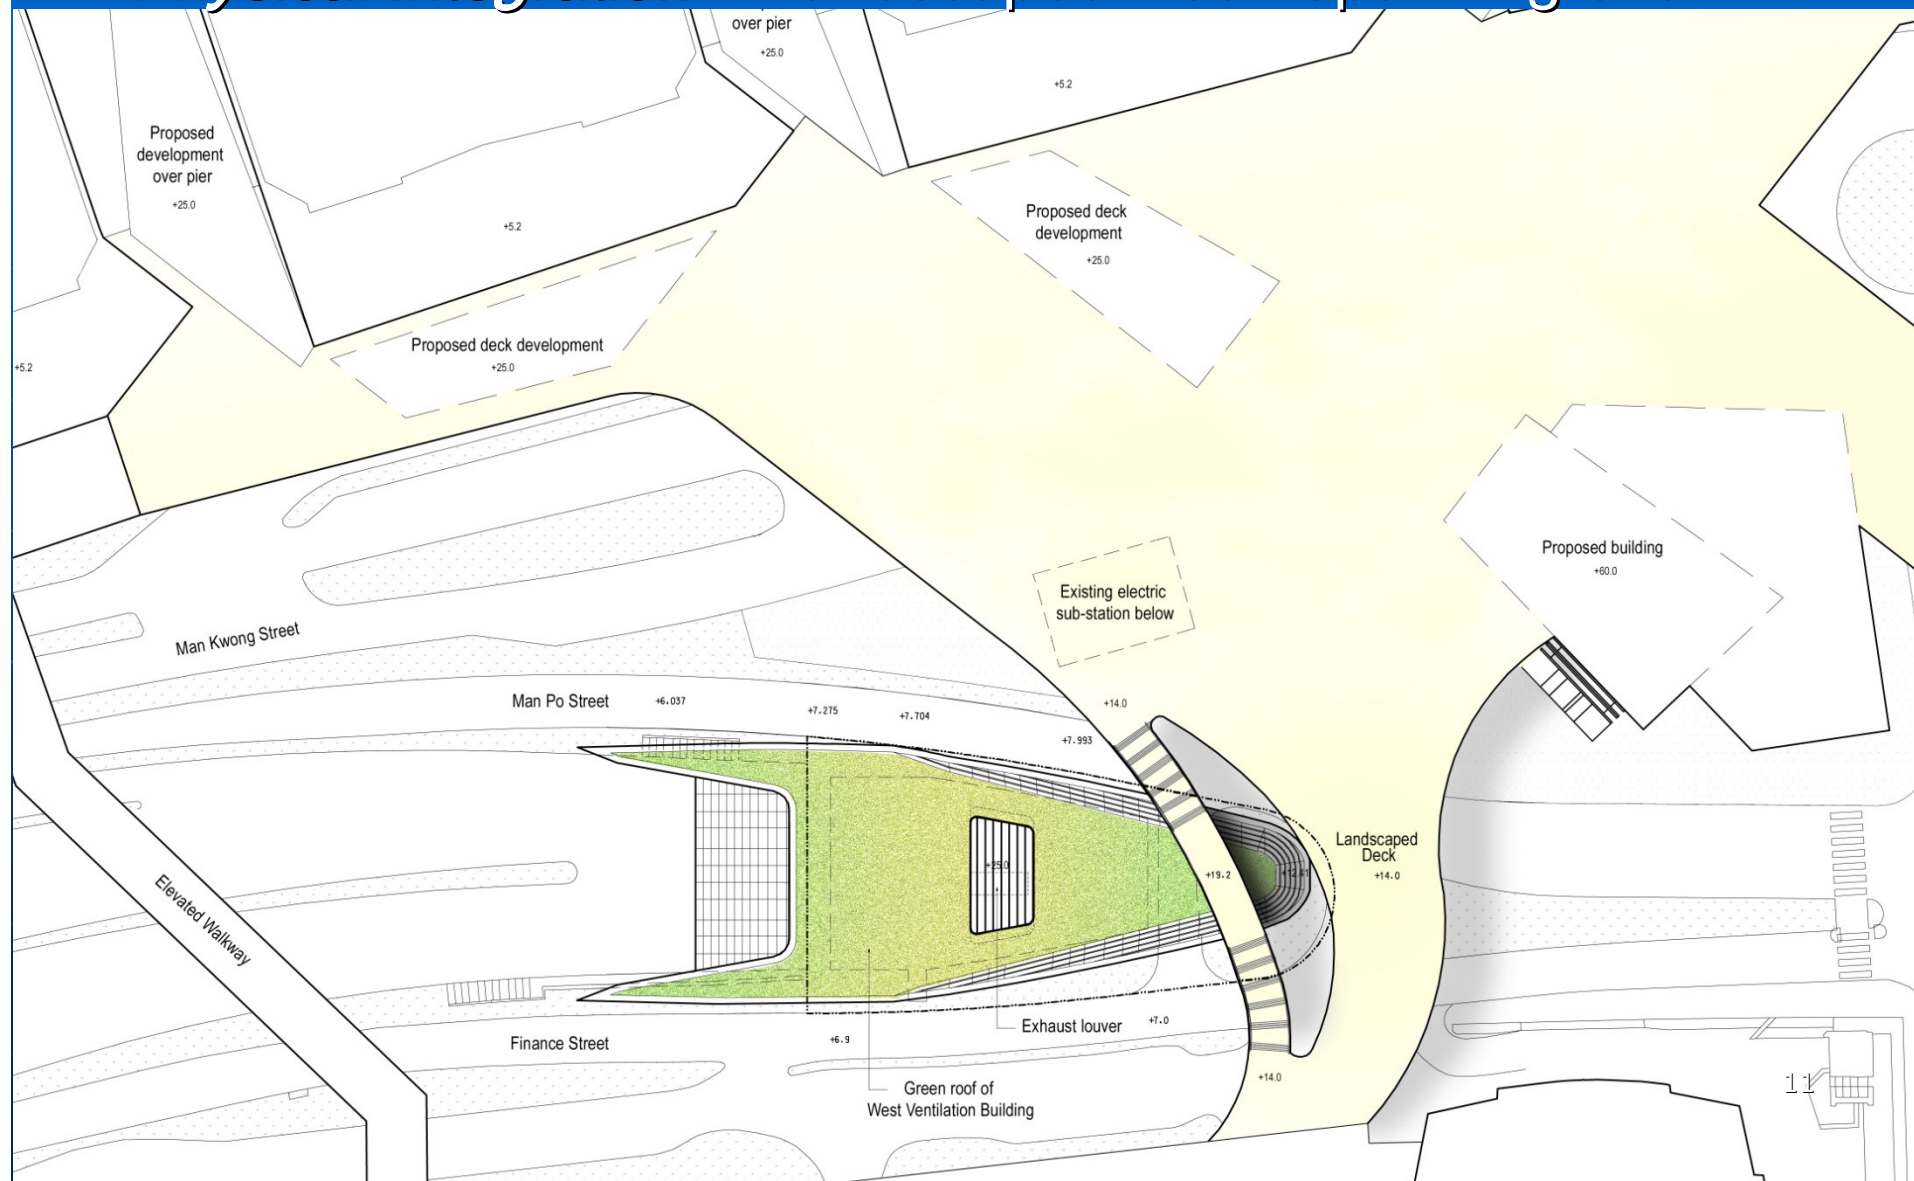 over pier
+25.0
+5.2
Proposed
development
over pier
+25.0
+5.2
Proposed deck
development
+25.0
Proposed deck development
+25.0
+5.2
Proposed building
+60.0
Existing electric
sub-station below
Man Kwong Street
Man Po Street
+6.037
+7.275
+7.704
+14.0
+7.993
Landscaped
Deck
+14.0
+25.0
+19.2
Elevated Walkway
Finance Street
+6.9
Exhaust louver
+7.0
+14.0
Green roof of
West Ventilation Building
11